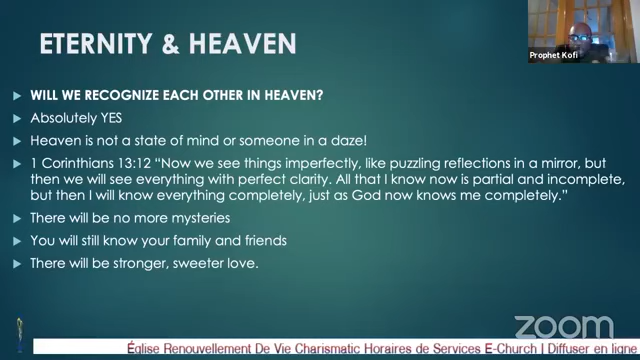 ETERNITY & HEAVEN
Prophet Kofi
WILL WE RECOGNIZE EACH OTHER IN HEAVEN?
Absolutely YES
Heaven is not a state of mind or someone in a daze!
1 Corinthians 13:12 “Now we see things imperfectly, like puzzling reflections in a mirror, but
then we will see everything with perfect clarity. All that I know now is partial and incomplete,
but then I will know everything completely, just as God now knows me completely.”
There will be no more mysteries
You will still know your family and friends
There will be stronger, sweeter love.
zoom
Église Renouvellement De Vie Charismatic Horaires de Services E-Church | Diffuser en ligne